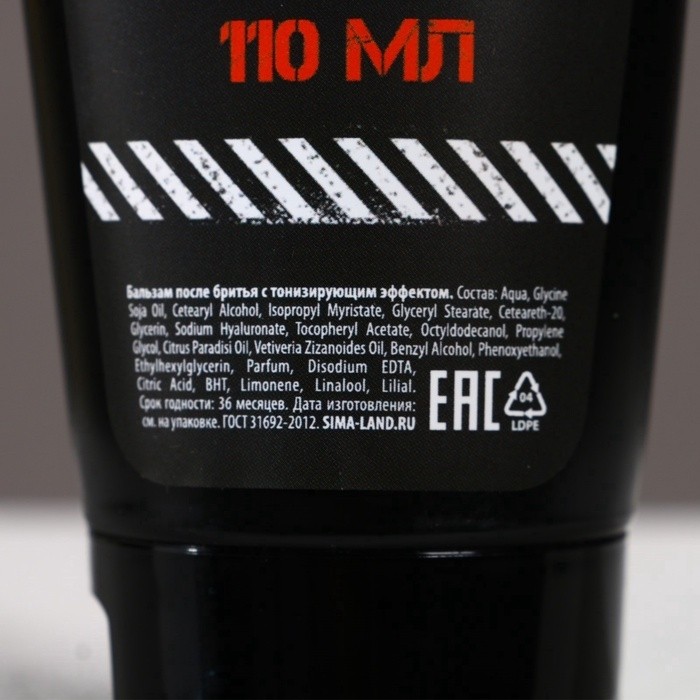 110 МЛ
Бальзам после бритья с тонизирующим эффектом. Состав: Aqua, Glycine
Soja Oil, Cetearyl Alcohol, Isopropyl Myristate, Glyceryl Stearate, Ceteareth-20,
Glycerin, Sodium Hyaluronate, Tocopheryl Acetate, Octyldodecanol, Propylene
Glycol, Citrus Paradisi Oil, Vetiveria Zizanoides Oil, Benzyl Alcohol, Phenoxyethanol,
Ethylhexylglycerin, Parfum, Disodium EDTA,
Citric Acid, BHT, Limonene, Linalool, Lilial.
Срок годности: 36 месяцев. Дата изготовления:
см. на упаковке. ГОСТ 31692-2012. SIMA-LAND.RU
EAC
04
LDPE